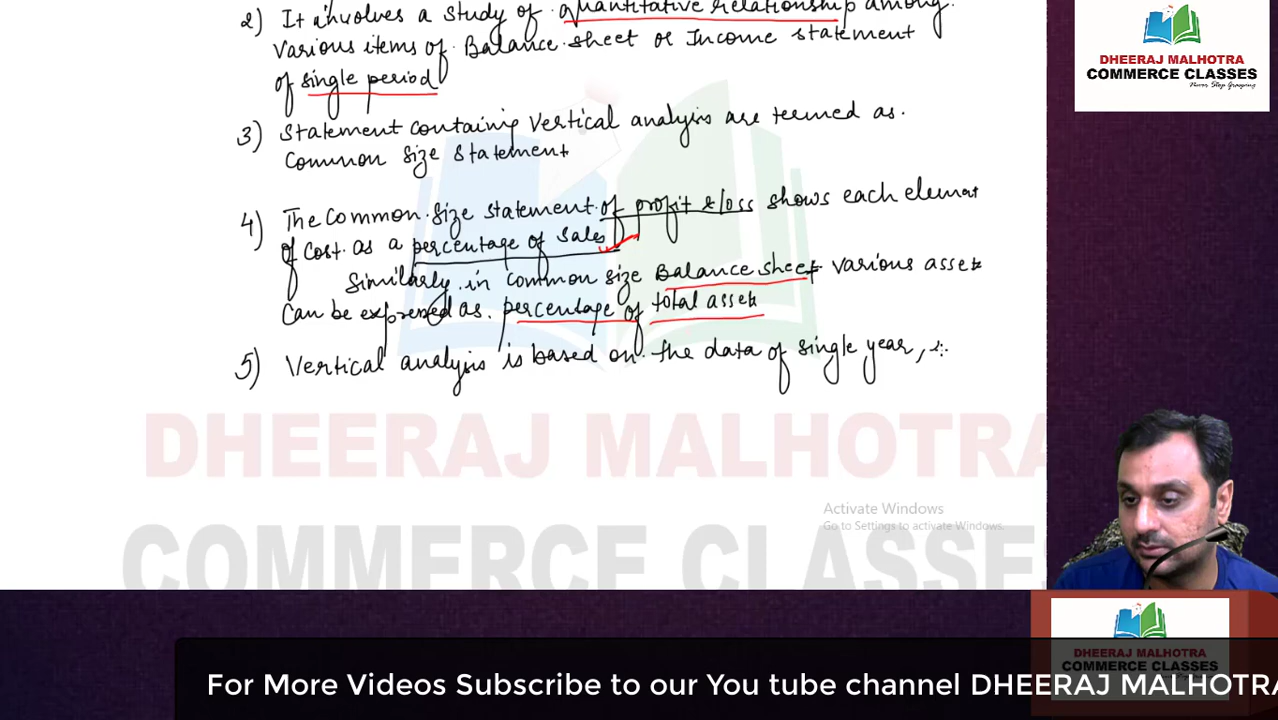 2) It involves a study of quantitative relationship among
various items of Balance sheet or Income statement
of single period
3) Statement containing Vertical analysis are termed as
Common size statement
4) The Common size statement of profit & loss shows each element
of cost as a percentage of sales
Similarly in common size Balance sheet various assets
can be expressed as percentage of total assets
5) Vertical analysis is based on the data of single year,
DHEERAJ MALHOTRA
COMMERCE CLASSES
Activate Windows
Go to Settings to activate Windows.
DHEERAJ MALHOTRA
COMMERCE CLASSES
Never Stop Grasping
DHEERAJ MALHOTRA
COMMERCE CLASSES
For More Videos Subscribe to our You tube channel DHEERAJ MALHOTRA